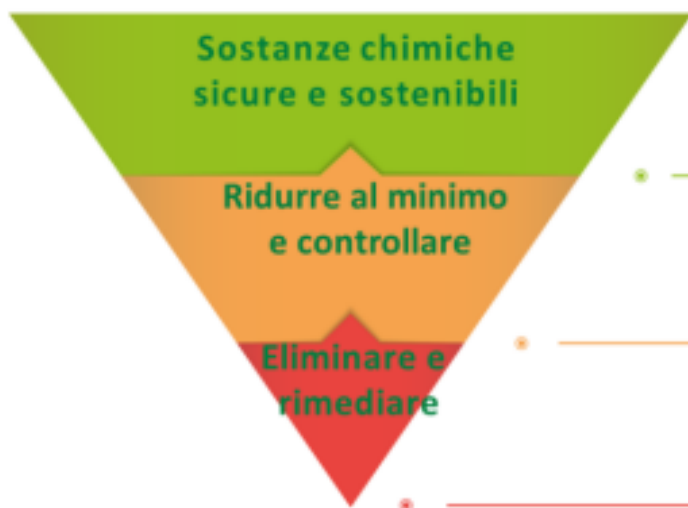 Sostanze chimiche
sicure e sostenibili
Ridurre al minimo
e controllare
Eliminare e
rimediare